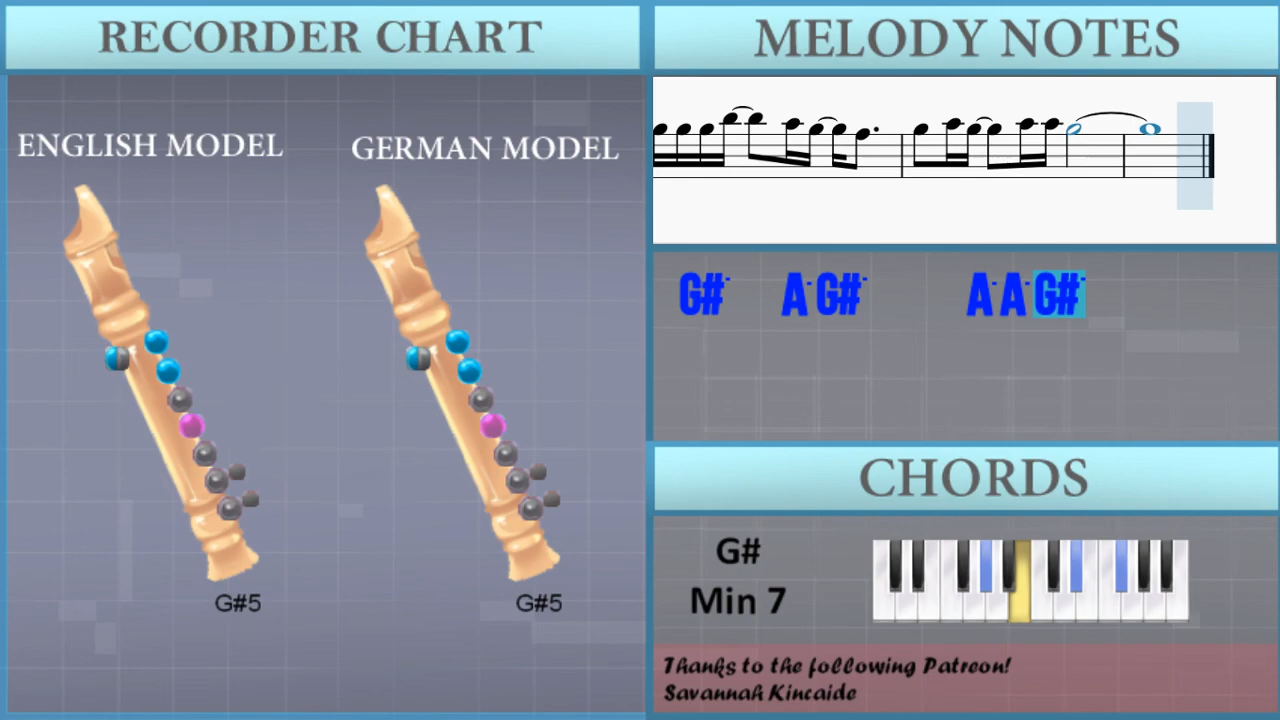 RECORDER CHART
ENGLISH MODEL
GERMAN MODEL
G#5
G#5
MELODY NOTES
G#- A- G#- A- A- G#-
CHORDS
G#
Min 7
Thanks to the following Patreon!
Savannah Kincaide